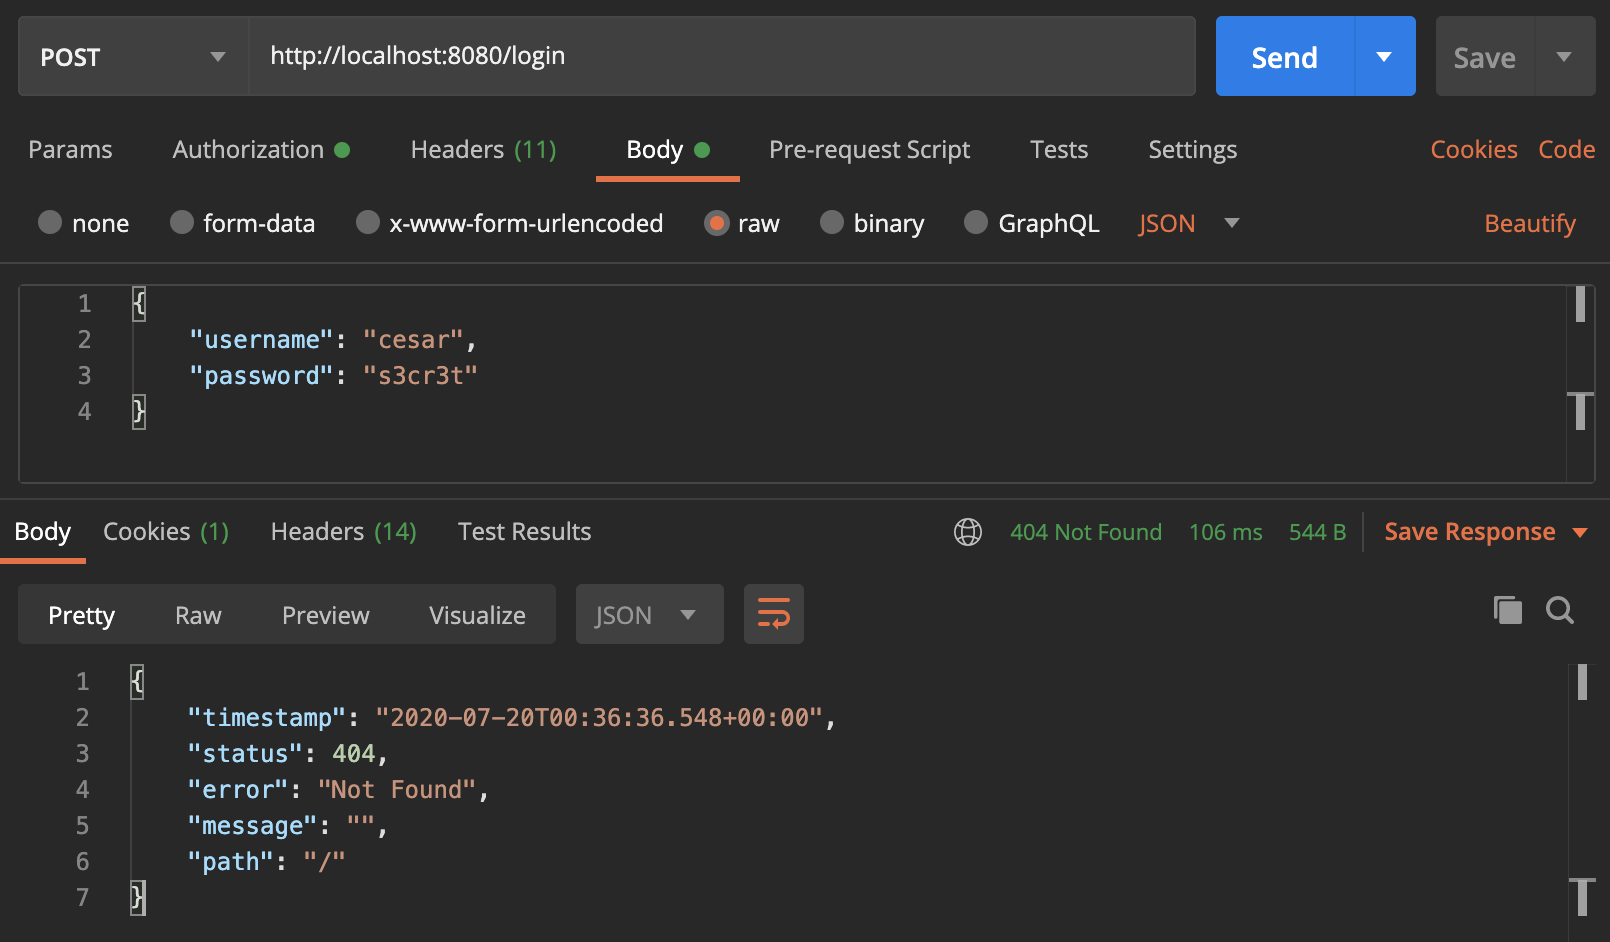 POST http://localhost:8080/login Send Save
Params Authorization Headers (11) Body Pre-request Script Tests Settings Cookies Code
none form-data x-www-form-urlencoded raw binary GraphQL JSON Beautify
1 {
2 "username": "cesar",
3 "password": "s3cr3t"
4 }
Body Cookies (1) Headers (14) Test Results 404 Not Found 106 ms 544 B Save Response
Pretty Raw Preview Visualize JSON
1 {
2 "timestamp": "2020-07-20T00:36:36.548+00:00",
3 "status": 404,
4 "error": "Not Found",
5 "message": "",
6 "path": "/"
7 }